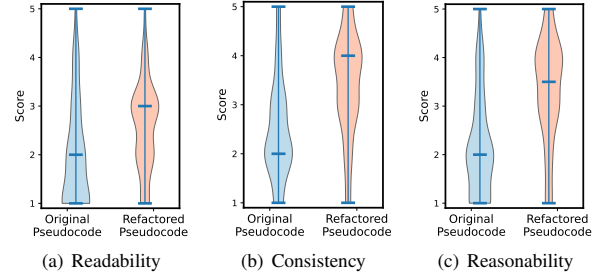 Score
5
4
3
2
1
Original
Pseudocode
Refactored
Pseudocode
(a) Readability
Score
5
4
3
2
1
Original
Pseudocode
Refactored
Pseudocode
(b) Consistency
Score
5
4
3
2
1
Original
Pseudocode
Refactored
Pseudocode
(c) Reasonability